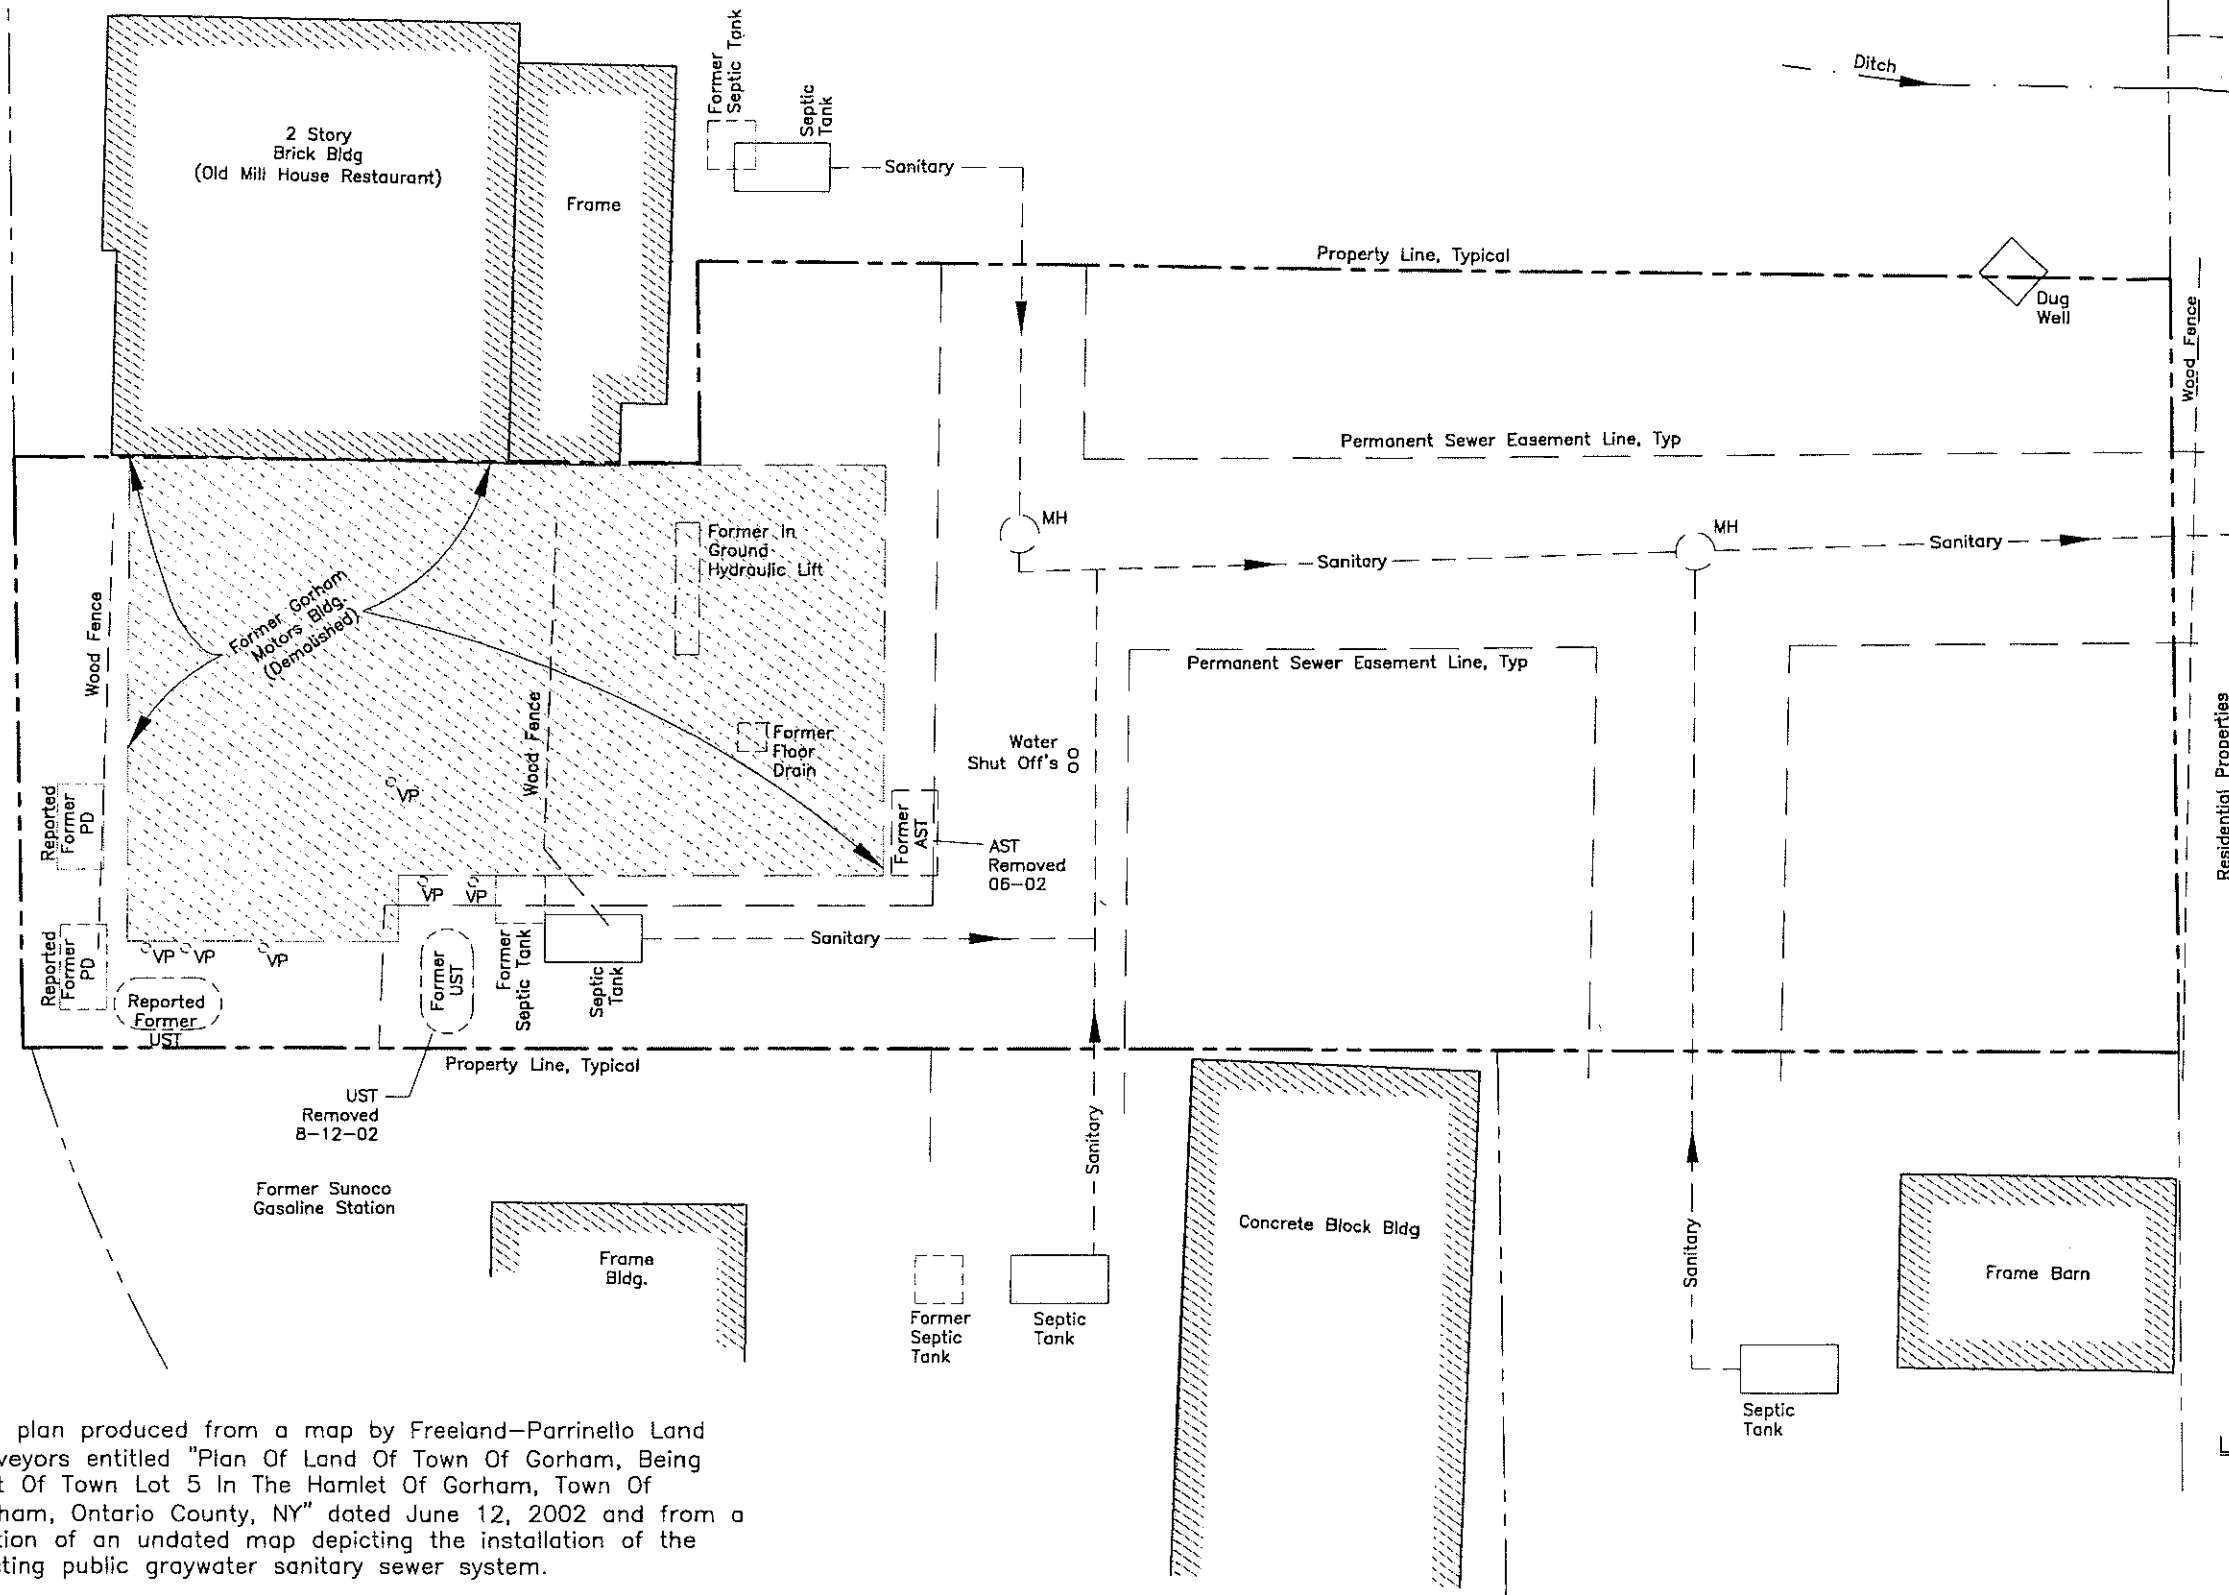 Former
Septic Tank
Septic
Tank
Ditch
2 Story
Brick Bldg
(Old Mill House Restaurant)
Sanitary
Frame
Property Line, Typical
Dug
Well
Wood Fence
Permanent Sewer Easement Line, Typ
MH
MH
Former In
Ground
Hydraulic Lift
Sanitary
Sanitary
Former Gorham
Motors Bldg.
(Demolished)
Wood Fence
Permanent Sewer Easement Line, Typ
Wood Fence
Former
Floor
Drain
Water
Shut Off's
Residential Properties
VP
Reported
Former
PD
Former
AST
AST
Removed
06-02
VP
VP
Sanitary
Reported
Former
PD
VP
VP
VP
Reported
Former
UST
Former
UST
Former
Septic Tank
Septic
Tank
Property Line, Typical
UST
Removed
8-12-02
Sanitary
Former Sunoco
Gasoline Station
Concrete Block Bldg
Sanitary
Frame
Bldg.
Frame Barn
Former
Septic
Tank
Septic
Tank
Septic
Tank
plan produced from a map by Freeland-Parrinello Land
veyors entitled "Plan Of Land Of Town Of Gorham, Being
t Of Town Lot 5 In The Hamlet Of Gorham, Town Of
ham, Ontario County, NY" dated June 12, 2002 and from a
tion of an undated map depicting the installation of the
ting public graywater sanitary sewer system.